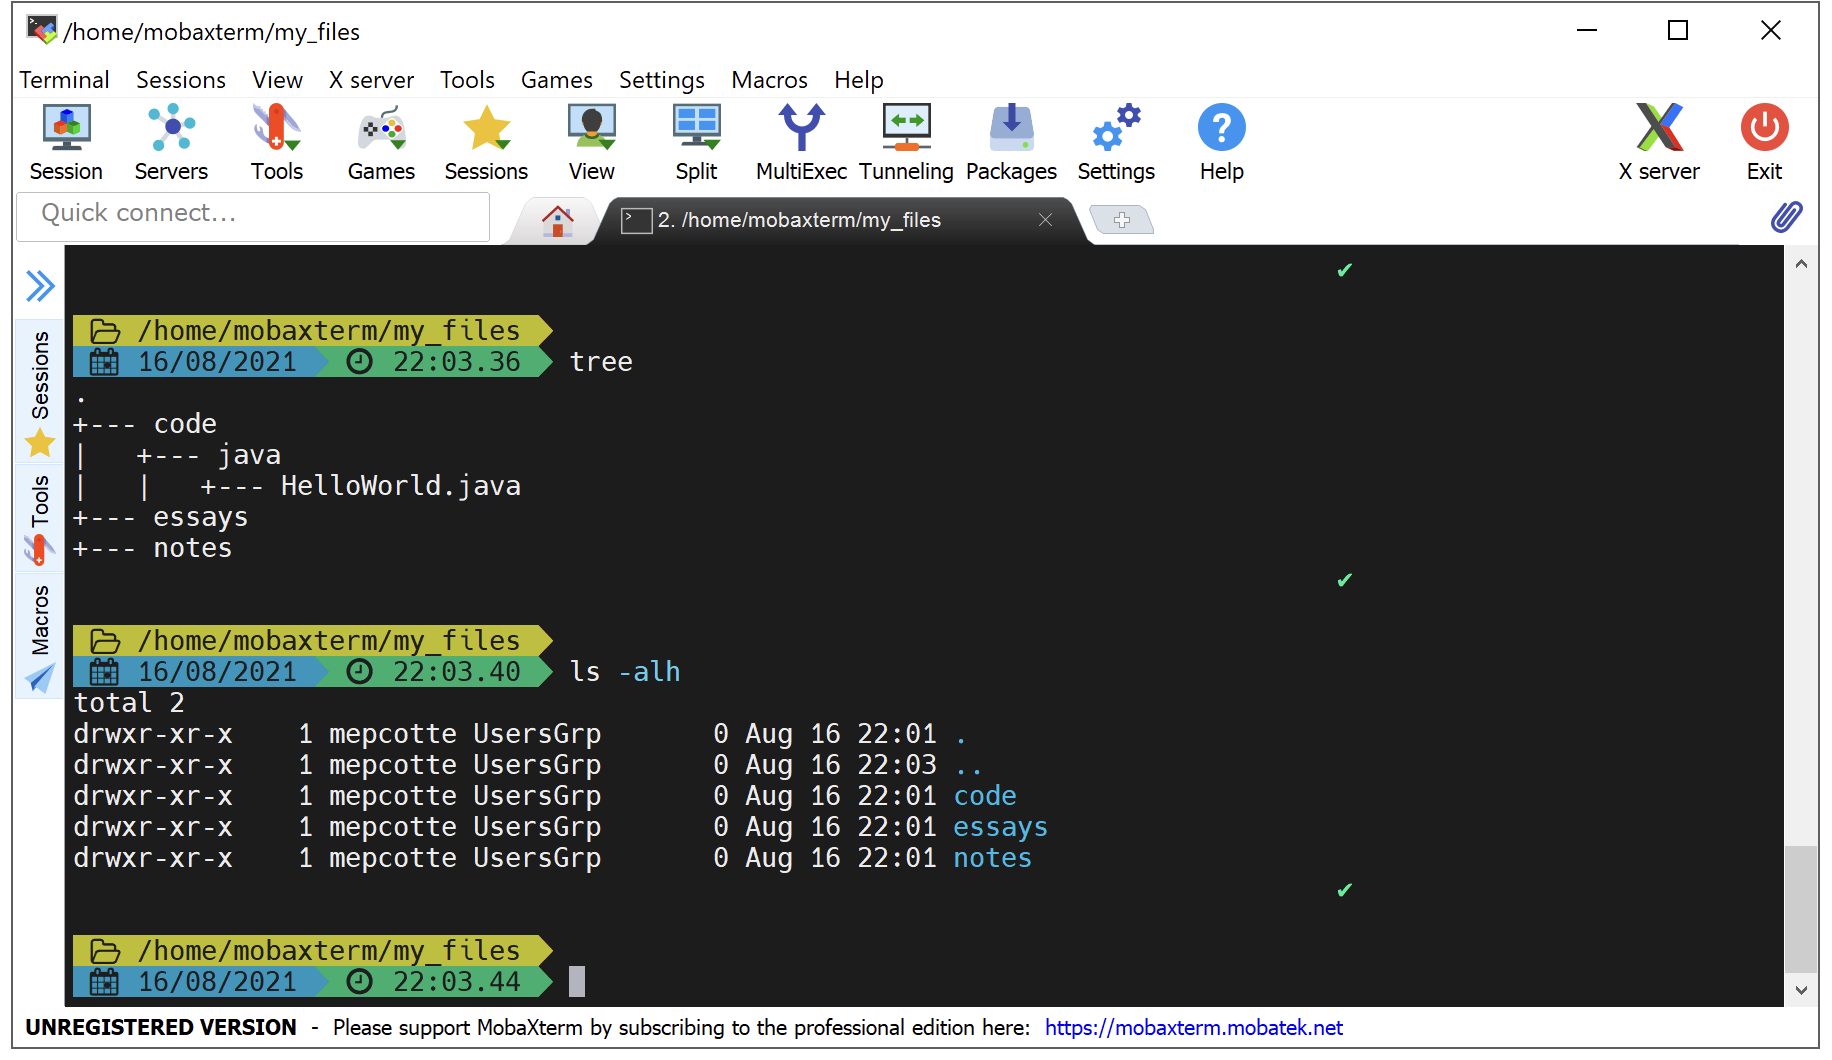 /home/mobaxterm/my_files
Terminal Sessions View X server Tools Games Settings Macros Help
Session Servers Tools Games Sessions View Split MultiExec Tunneling Packages Settings Help X server Exit
Quick connect...
2. /home/mobaxterm/my_files
Sessions
Tools
Macros
✔
/home/mobaxterm/my_files
16/08/2021 22:03.36 tree
.
+--- code
|   +--- java
|   |   +--- HelloWorld.java
+--- essays
+--- notes
✔
/home/mobaxterm/my_files
16/08/2021 22:03.40 ls -alh
total 2
drwxr-xr-x    1 mepcotte UsersGrp       0 Aug 16 22:01 .
drwxr-xr-x    1 mepcotte UsersGrp       0 Aug 16 22:03 ..
drwxr-xr-x    1 mepcotte UsersGrp       0 Aug 16 22:01 code
drwxr-xr-x    1 mepcotte UsersGrp       0 Aug 16 22:01 essays
drwxr-xr-x    1 mepcotte UsersGrp       0 Aug 16 22:01 notes
✔
/home/mobaxterm/my_files
16/08/2021 22:03.44
UNREGISTERED VERSION - Please support MobaXterm by subscribing to the professional edition here: https://mobaxterm.mobatek.net